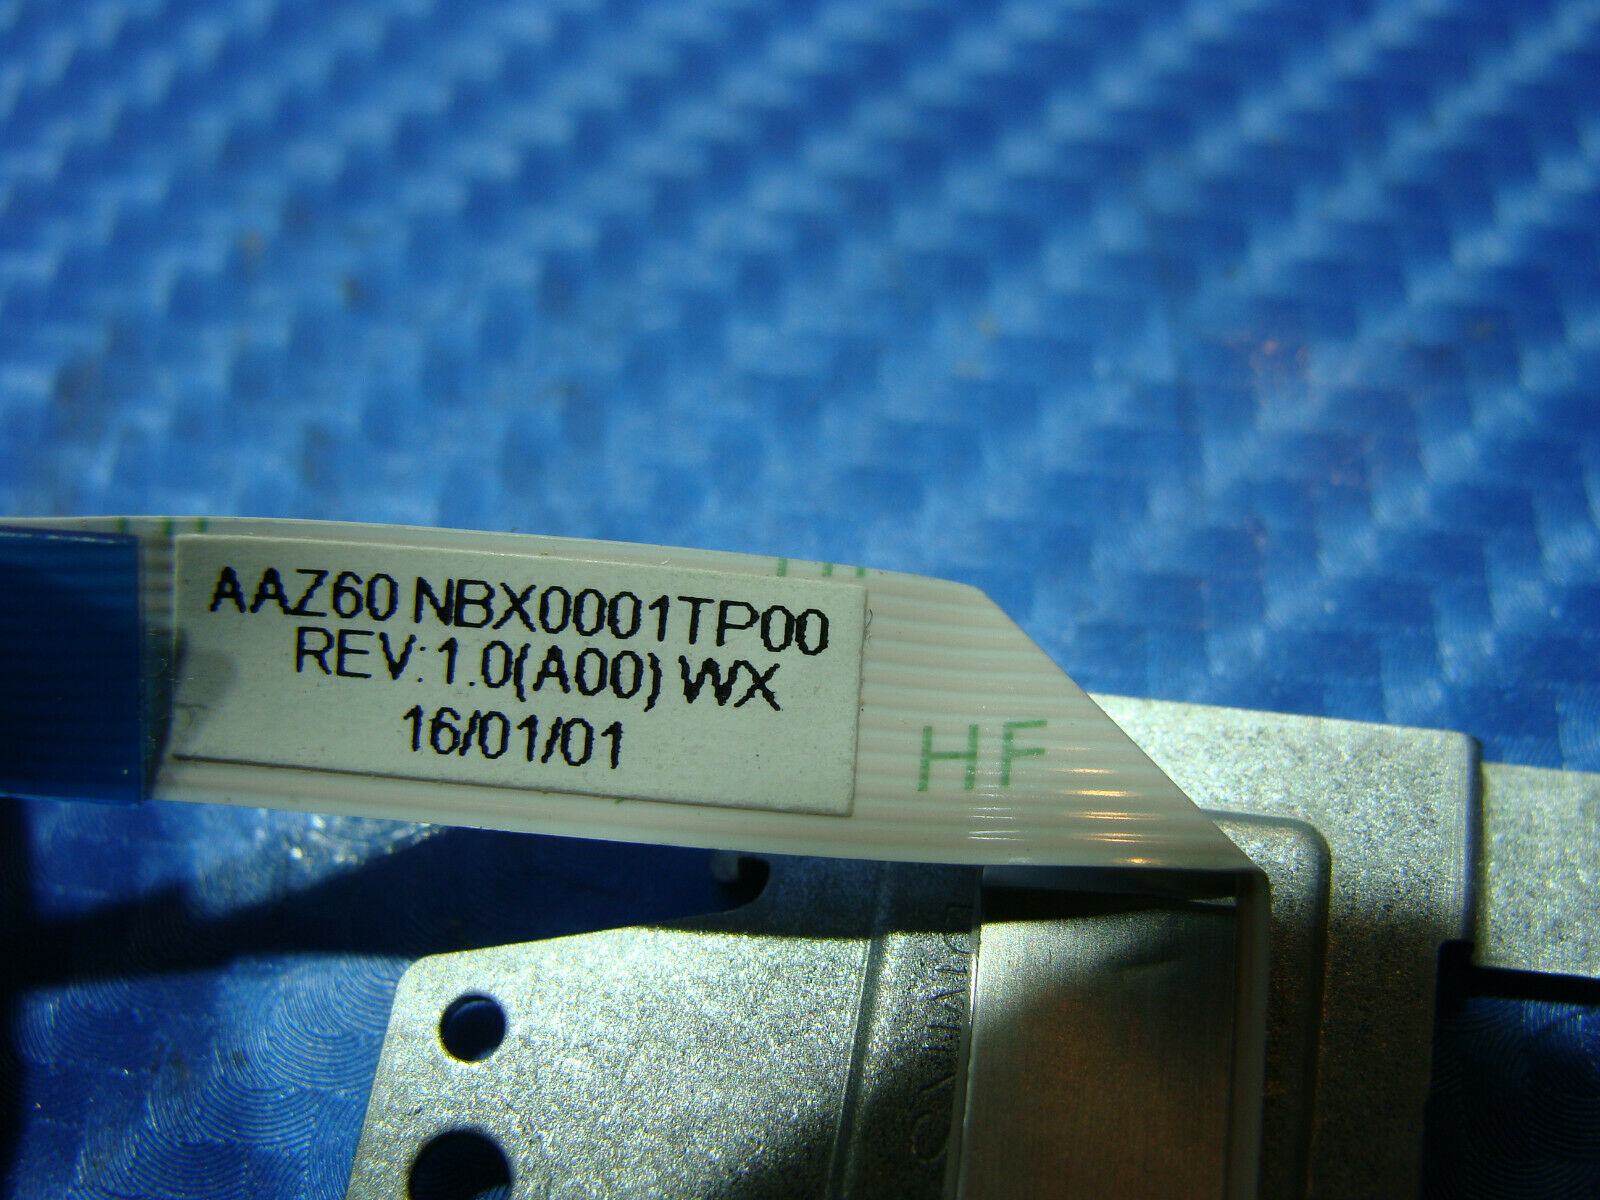 AAZ60 NBX0001TP00
REV:1.0(A00) WX
16/01/01
HF